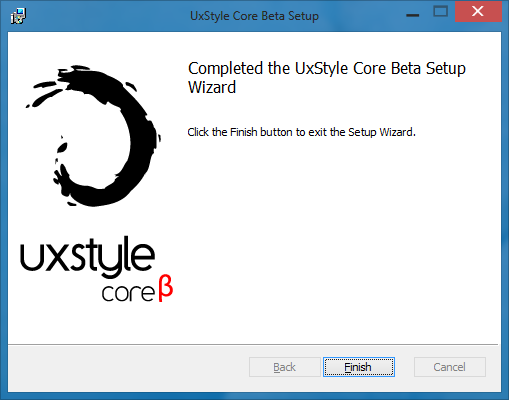 UxStyle Core Beta Setup
Completed the UxStyle Core Beta Setup
Wizard
Click the Finish button to exit the Setup Wizard.
uxstyle
core β
Back
Finish
Cancel